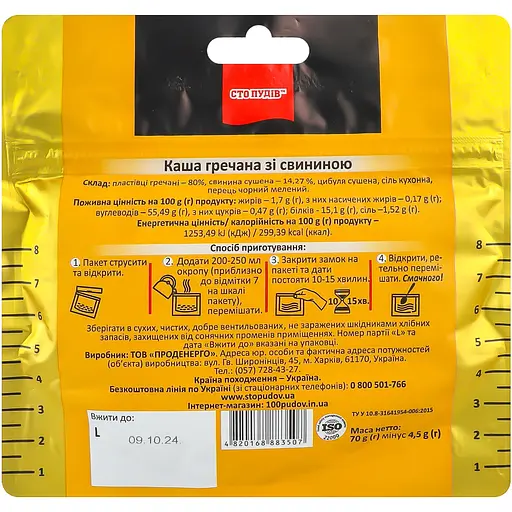 СТО ПУДІВ™
Каша гречана зі свининою
Склад: пластівці гречані – 80%, свинина сушена – 14,27 %, цибуля сушена, сіль кухонна,
перець чорний мелений.
Поживна цінність на 100 g (г) продукту: жирів – 1,7 g (г), з них насичених жирів – 0,17 g (г);
вуглеводів – 55,49 g (г), з них цукрів – 0,47 g (г); білків - 15,1 g (г), сіль –1,52 g (г).
Енергетична цінність/ калорійність на 100 g (г) продукту –
1253,49 kJ (кДж) / 299,39 kcal (ккал).
Спосіб приготування:
1. Пакет струсити
та відкрити.
2. Додати 200-250 мл
окропу (приблизно
до відмітки 7
на шкалі
пакету),
перемішати.
3. Закрити замок на
пакеті та дати
постояти 10-15 хвилин.
10 15хв.
4. Відкрити, ре-
тельно перемі-
шати. Смачного!
Зберігати в сухих, чистих, добре вентильованих, не заражених шкідниками хлібних
запасів, захищених від сонячних променів приміщеннях. Номер партії «L» та
дата «Вжити до» вказані на упаковці.
Виробник: ТОВ «ПРОДЕНЕРГО». Адреса юр. особи та фактична адреса потужностей
(об'єкта) виробництва: вул. Гв. Широнінців, 45, м. Харків, 61170, Україна.
Тел.: (057) 728-43-27.
Країна походження – Україна.
Безкоштовна лінія по Україні (зі стаціонарних телефонів): 0 800 501-766
www.stopudov.ua
Інтернет-магазин: 100pudov.in.ua
Вжити до:
L
09.10.24.
4 820168 883507
ISO
22000
ТУ У 10.8-31641954-006:2015
Маса нетто:
70 g (г) мінус 4,5 g (г)
8
7
6
5
4
3
2
1
8
7
6
5
4
3
2
1